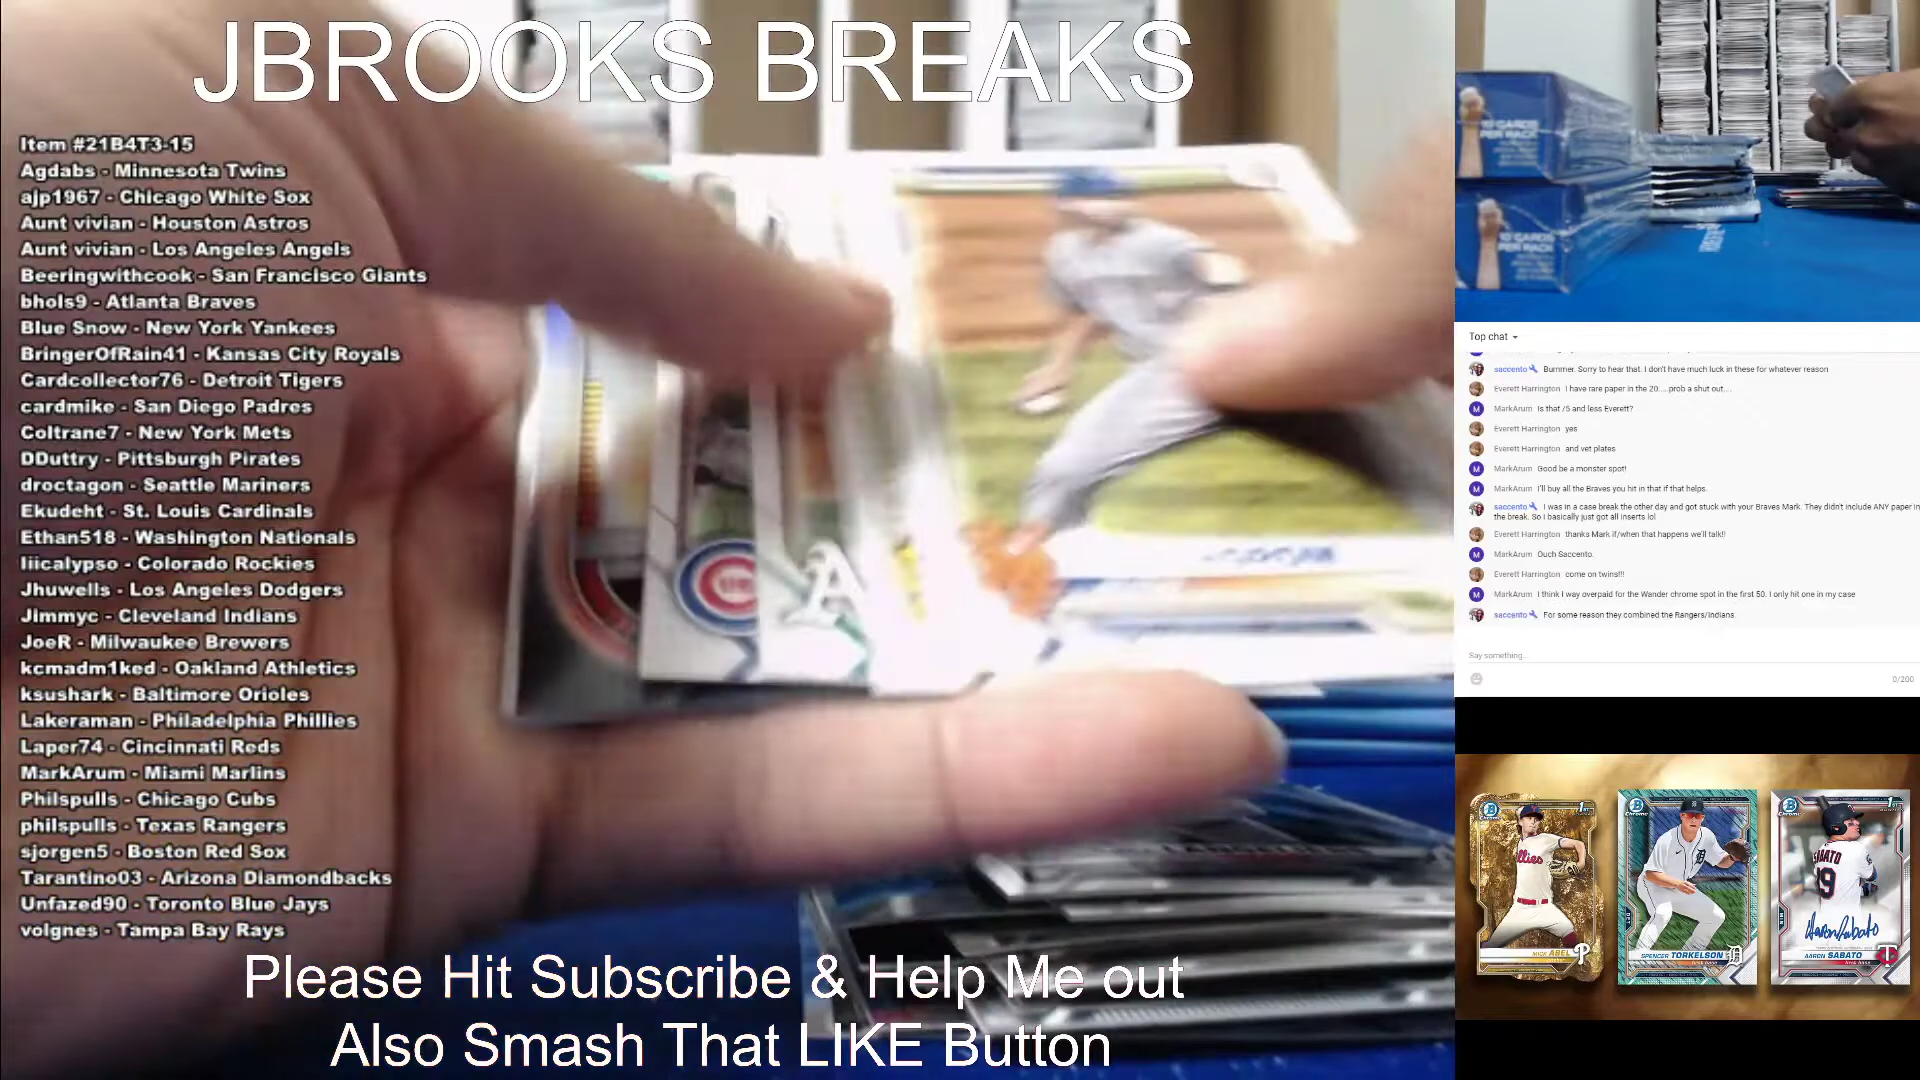 JBROOKS BREAKS
Item #21B4T3-15
Agdabs - Minnesota Twins
ajp1967 - Chicago White Sox
Aunt vivian - Houston Astros
Aunt vivian - Los Angeles Angels
Beeringwithcook - San Francisco Giants
bhols9 - Atlanta Braves
Blue Snow - New York Yankees
BringerOfRain41 - Kansas City Royals
Cardcollector76 - Detroit Tigers
cardmike - San Diego Padres
Coltrane7 - New York Mets
DDuttry - Pittsburgh Pirates
droctagon - Seattle Mariners
Ekudeht - St. Louis Cardinals
Ethan518 - Washington Nationals
liicalypso - Colorado Rockies
Jhuwells - Los Angeles Dodgers
Jimmyc - Cleveland Indians
JoeR - Milwaukee Brewers
kcmadm1ked - Oakland Athletics
ksushark - Baltimore Orioles
Lakeraman - Philadelphia Phillies
Laper74 - Cincinnati Reds
MarkArum - Miami Marlins
Philspulls - Chicago Cubs
philspulls - Texas Rangers
sjorgen5 - Boston Red Sox
Tarantino03 - Arizona Diamondbacks
Unfazed90 - Toronto Blue Jays
volgnes - Tampa Bay Rays
Please Hit Subscribe & Help Me out
Also Smash That LIKE Button
10 CARDS
PER PACK
10 CARDS
PER PACK
Top chat
saccento Bummer. Sorry to hear that. I don't have much luck in these for whatever reason
Everett Harrington I have rare paper in the 20.....prob a shut out....
M MarkArum Is that /5 and less Everett?
Everett Harrington yes
Everett Harrington and vet plates
M MarkArum Good be a monster spot!
M MarkArum I'll buy all the Braves you hit in that if that helps.
saccento I was in a case break the other day and got stuck with your Braves Mark. They didn't include ANY paper in
the break. So I basically just got all inserts lol
Everett Harrington thanks Mark if/when that happens we'll talk!!
M MarkArum Ouch Saccento.
Everett Harrington come on twins!!!
M MarkArum I think I way overpaid for the Wander chrome spot in the first 50. I only hit one in my case
saccento For some reason they combined the Rangers/Indians.
Say something...
0/200
MICK ABEL
SPENCER TORKELSON
SABATO
19
AARON SABATO